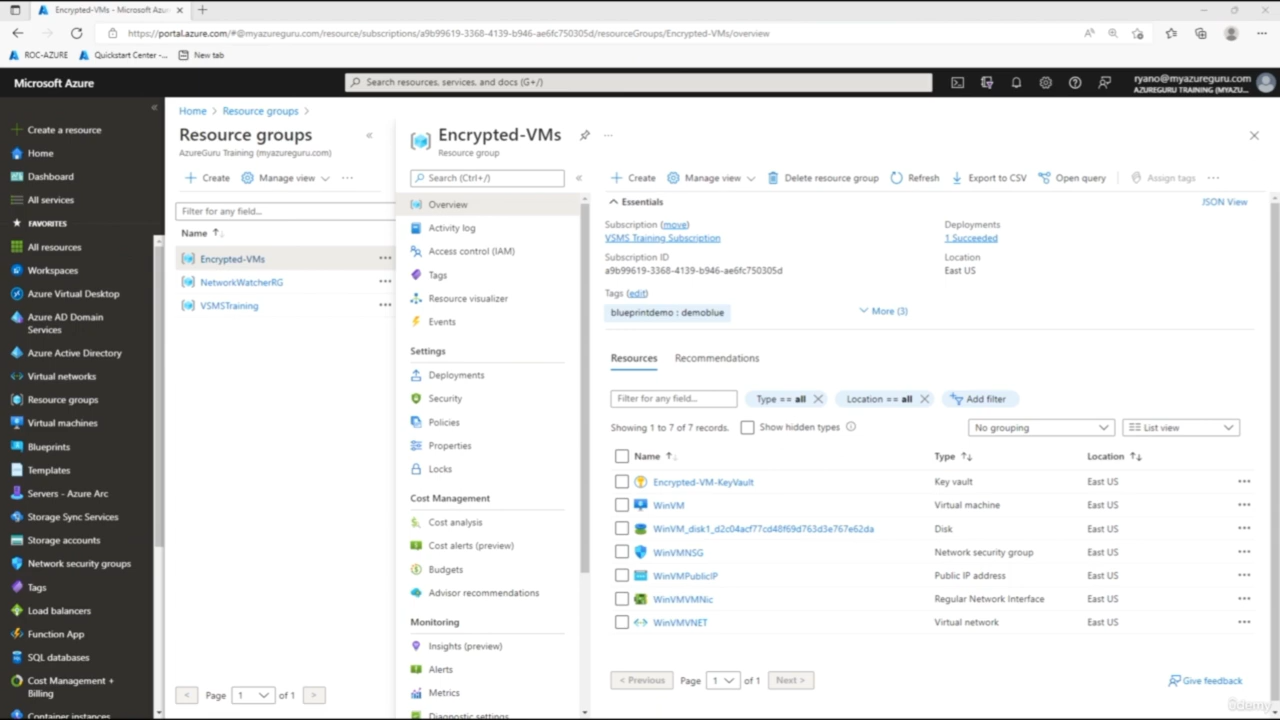 Encrypted-VMs - Microsoft Azu
https://portal.azure.com/#@myazureguru.com/resource/subscriptions/a9b99619-3368-4139-b946-ae6fc750305d/resourceGroups/Encrypted-VMs/overview
ROC-AZURE
Quickstart Center -...
New tab
Microsoft Azure
Search resources, services, and docs (G+/)
ryano@myazureguru.com
AZUREGURU TRAINING (MYAZU...
Create a resource
Home
Dashboard
All services
FAVORITES
All resources
Workspaces
Azure Virtual Desktop
Azure AD Domain
Services
Azure Active Directory
Virtual networks
Resource groups
Virtual machines
Blueprints
Templates
Servers - Azure Arc
Storage Sync Services
Storage accounts
Network security groups
Tags
Load balancers
Function App
SQL databases
Cost Management +
Billing
Container instances
Home > Resource groups >
Resource groups
AzureGuru Training (myazureguru.com)
Create
Manage view
Filter for any field...
Name
Encrypted-VMs
NetworkWatcherRG
VSMSTraining
< Page 1 of 1 >
Encrypted-VMs
Resource group
Search (Ctrl+/)
Overview
Activity log
Access control (IAM)
Tags
Resource visualizer
Events
Settings
Deployments
Security
Policies
Properties
Locks
Cost Management
Cost analysis
Cost alerts (preview)
Budgets
Advisor recommendations
Monitoring
Insights (preview)
Alerts
Metrics
Diagnostic settings
Create Manage view Delete resource group Refresh Export to CSV Open query Assign tags
Essentials
JSON View
Subscription (move)
VSMS Training Subscription
Subscription ID
a9b99619-3368-4139-b946-ae6fc750305d
Deployments
1 Succeeded
Location
East US
Tags (edit)
blueprintdemo : demoblue
More (3)
Resources Recommendations
Filter for any field...
Type == all
Location == all
Add filter
Showing 1 to 7 of 7 records.
Show hidden types
No grouping
List view
Name Type Location
Encrypted-VM-KeyVault Key vault East US
WinVM Virtual machine East US
WinVM_disk1_d2c04acf77cd48f69d763d3e767e62da Disk East US
WinVMNSG Network security group East US
WinVMPublicIP Public IP address East US
WinVMVMNic Regular Network Interface East US
WinVMVNET Virtual network East US
< Previous Page 1 of 1 Next >
Give feedback
ûdemy